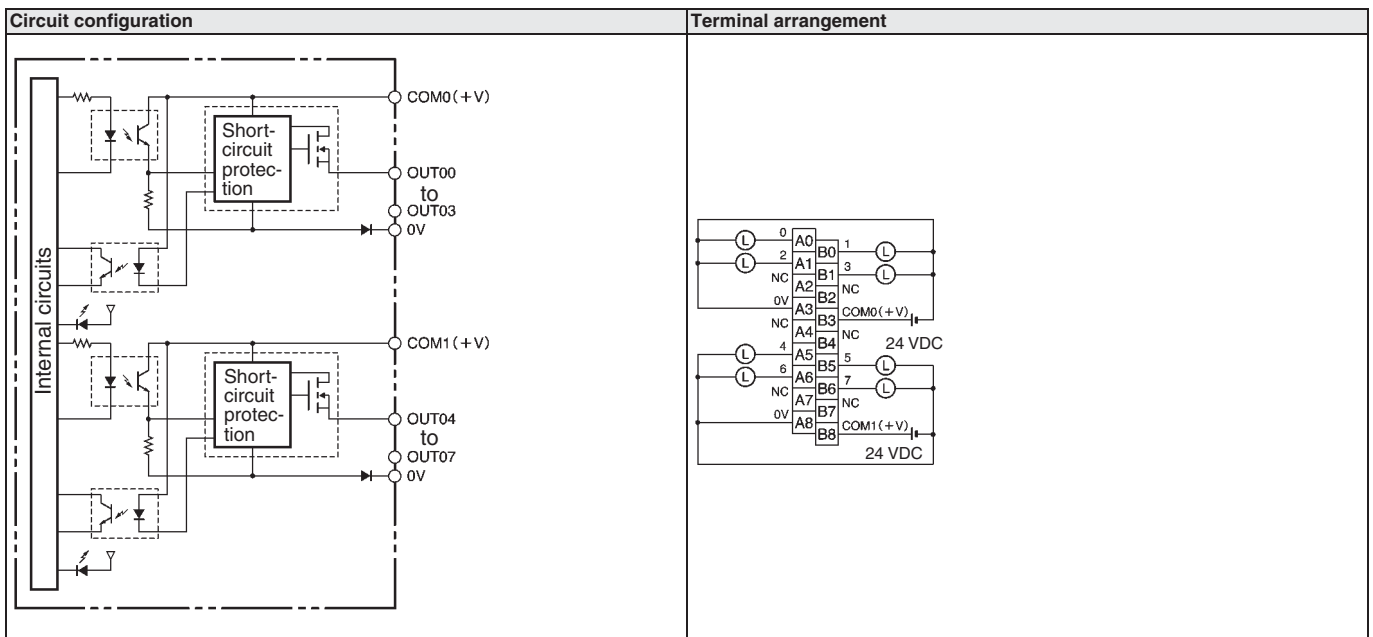 Circuit configuration
Terminal arrangement
Internal circuits
COM0(+V)
Short-
circuit
protec-
tion
OUT00
to
OUT03
0V
COM1(+V)
Short-
circuit
protec-
tion
OUT04
to
OUT07
0V
0 A0
B0 1
2 A1
B1 3
NC A2
B2 NC
0V A3
B3 COM0(+V)
NC A4
B4 NC
24 VDC
4 A5
B5 5
6 A6
B6 7
NC A7
B7 NC
0V A8
B8 COM1(+V)
24 VDC
L
L
L
L
L
L
L
L